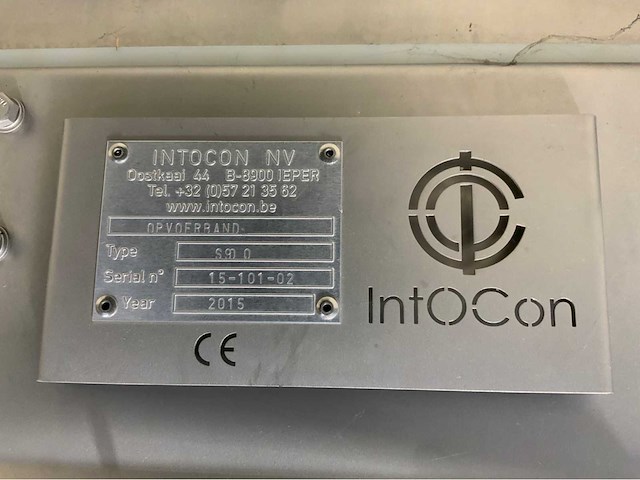 INTOCON NV
Oostkaai 44 B-8900 IEPER
Tel. +32 (0)57 21 35 62
www.intocon.be
OPVOERBAND
Type
Serial n° 15-101-02
Year 2015
CE
IntOCon